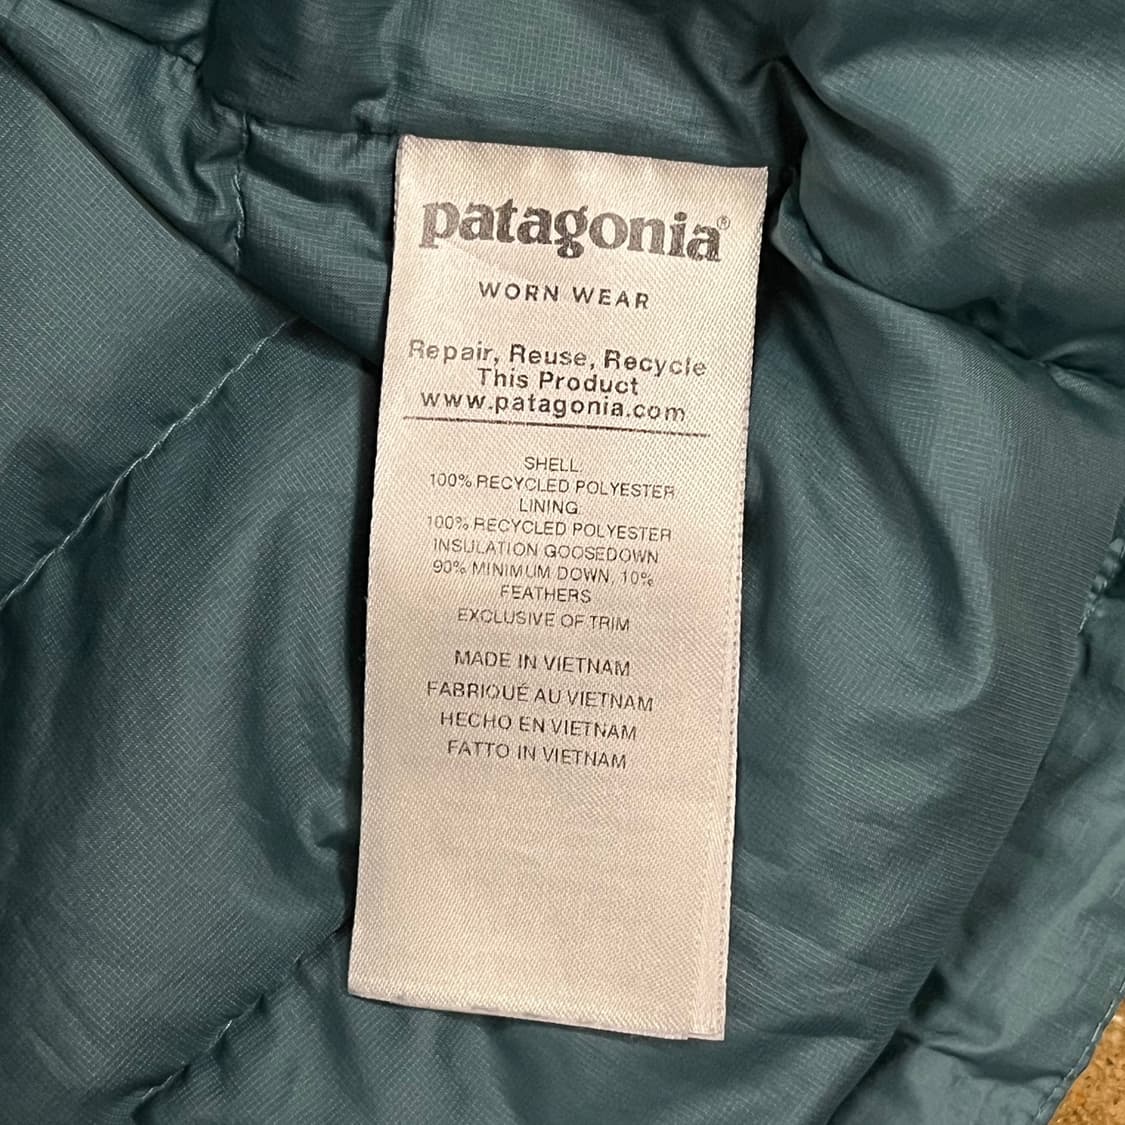 patagonia®
WORN WEAR
Repair, Reuse, Recycle
This Product
www.patagonia.com
SHELL
100% RECYCLED POLYESTER
LINING
100% RECYCLED POLYESTER
INSULATION GOOSEDOWN
90% MINIMUM DOWN, 10%
FEATHERS
EXCLUSIVE OF TRIM
MADE IN VIETNAM
FABRIQUÉ AU VIETNAM
HECHO EN VIETNAM
FATTO IN VIETNAM